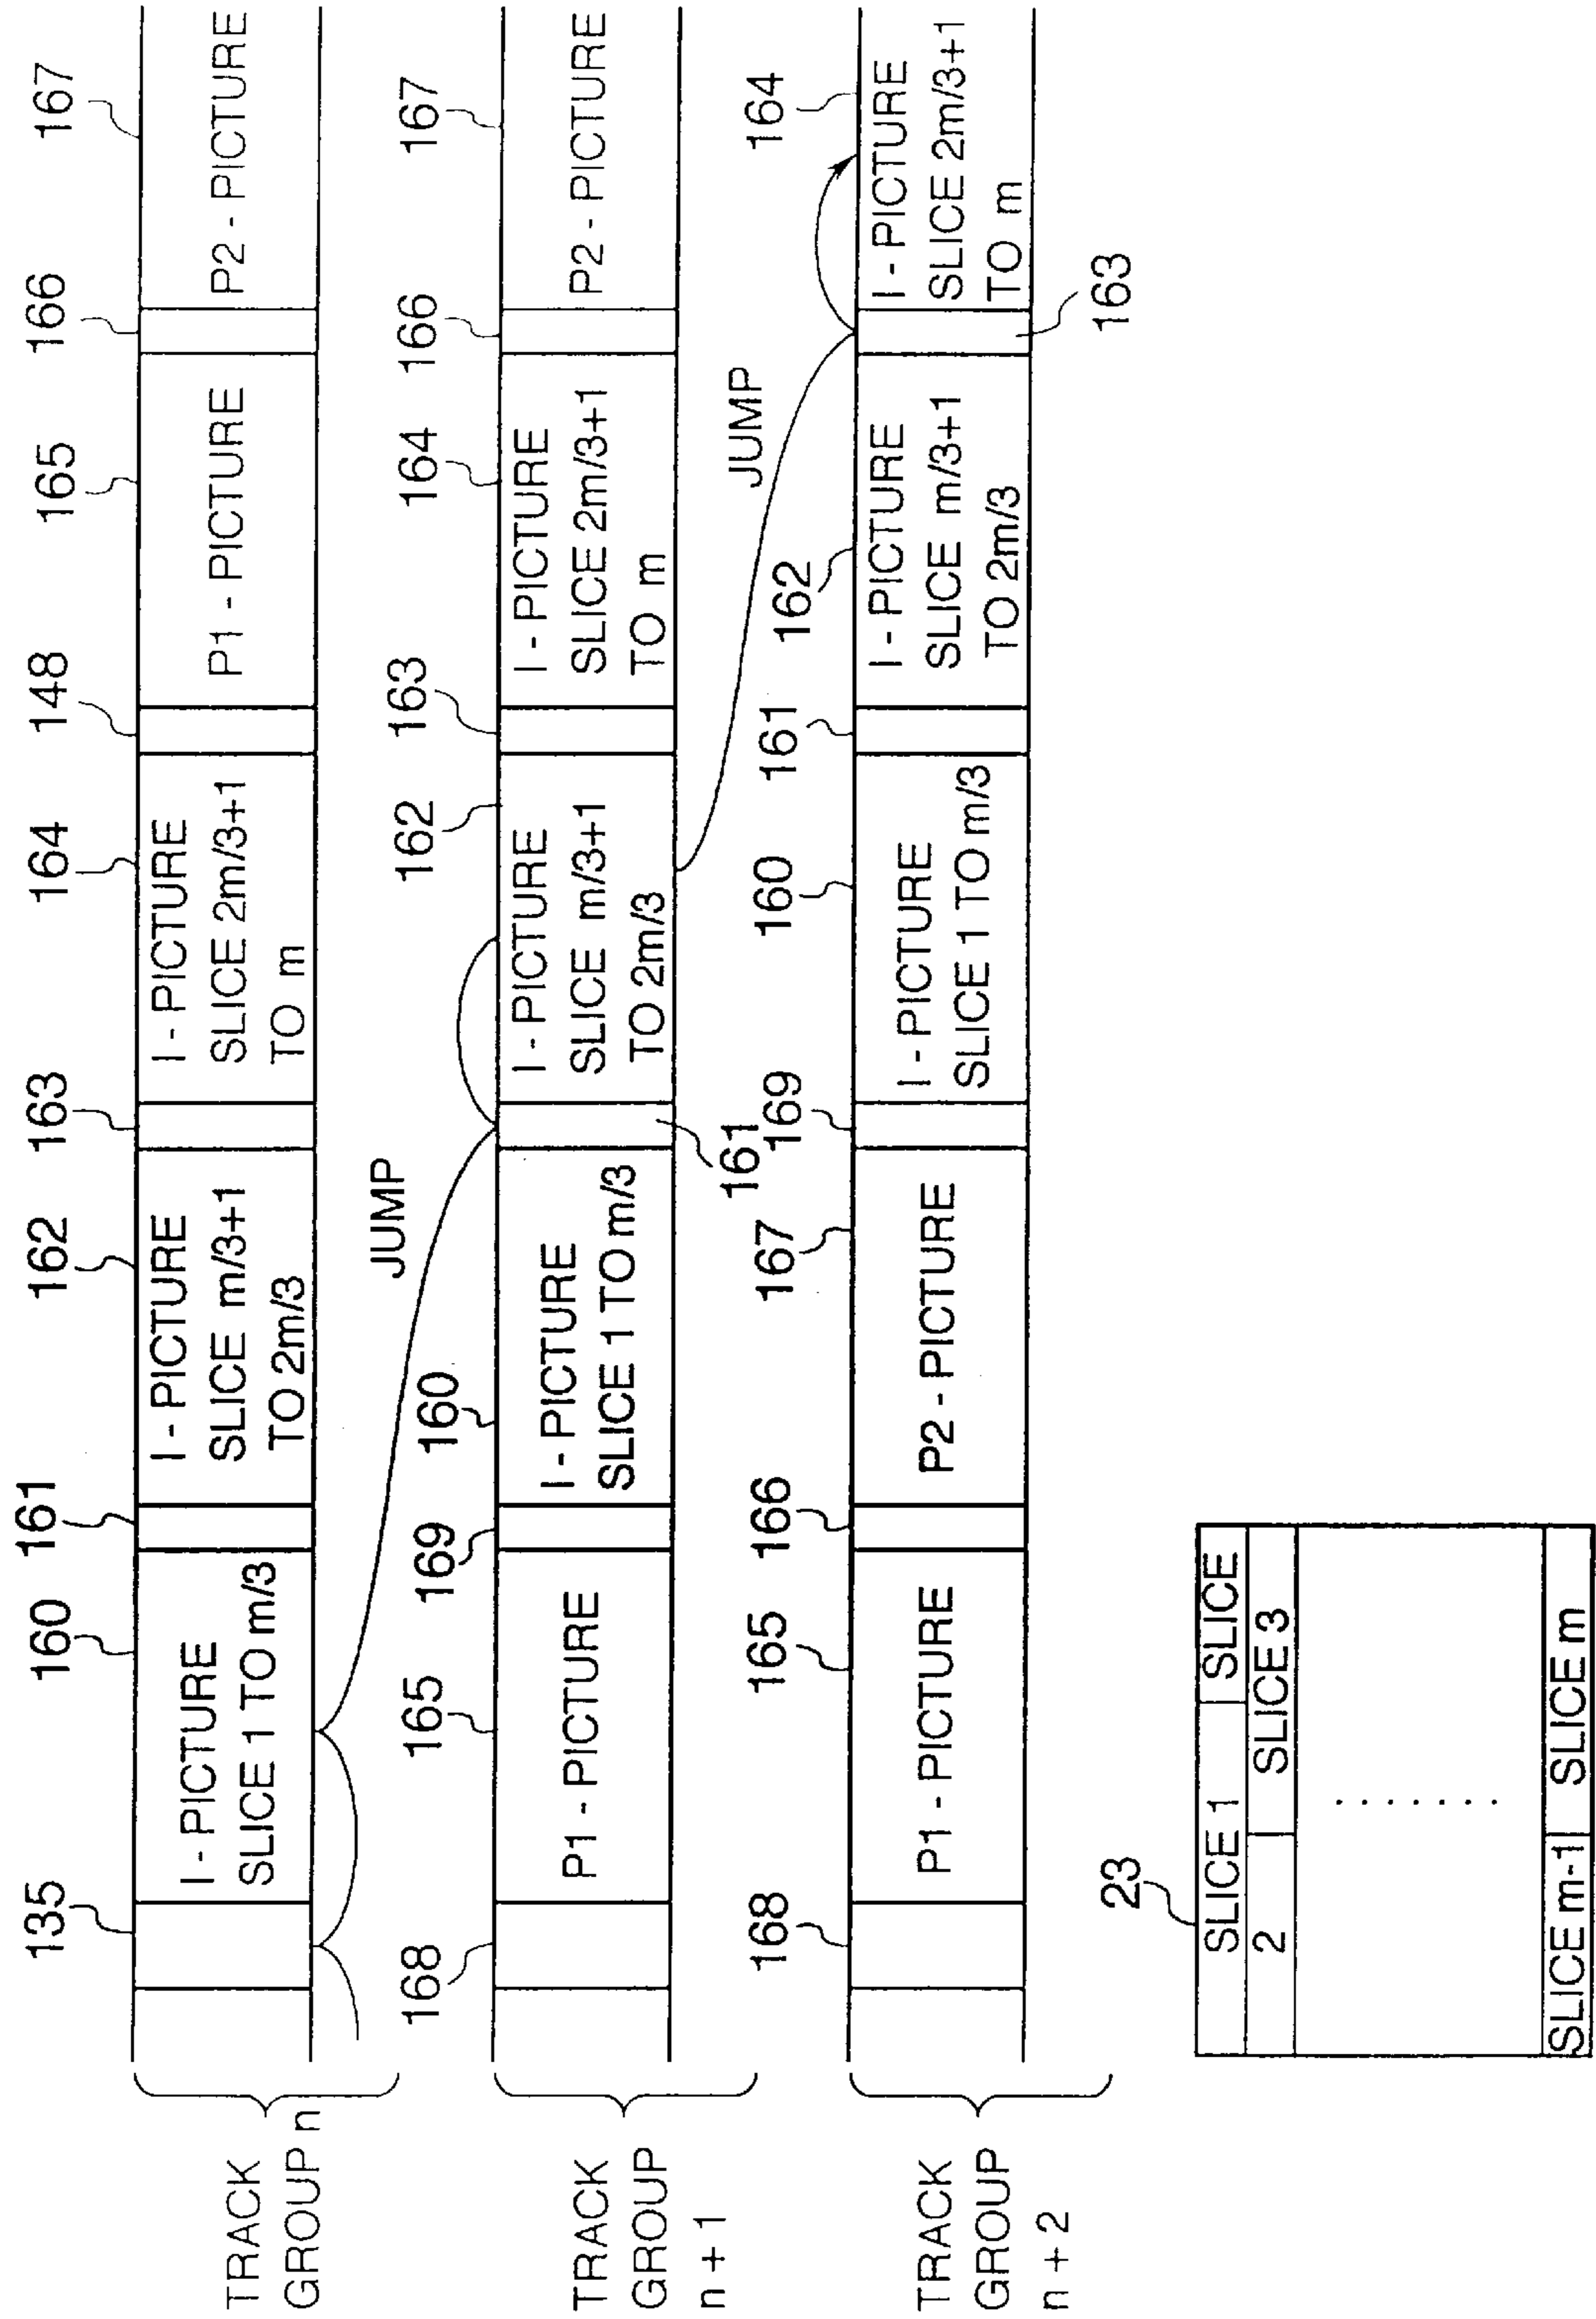 135
160
161
162
163
164
148
165
166
167
TRACK
GROUP n
I - PICTURE
SLICE 1 TO m/3
I - PICTURE
SLICE m/3+1
TO 2m/3
I - PICTURE
SLICE 2m/3+1
TO m
P1 - PICTURE
P2 - PICTURE
JUMP
168
165
169
160
162
163
164
166
167
TRACK
GROUP
n + 1
P1 - PICTURE
I - PICTURE
SLICE 1 TO m/3
I - PICTURE
SLICE m/3+1
TO 2m/3
I - PICTURE
SLICE 2m/3+1
TO m
P2 - PICTURE
161
JUMP
168
165
166
167
169
160
161
162
164
TRACK
GROUP
n + 2
P1 - PICTURE
P2 - PICTURE
I - PICTURE
SLICE 1 TO m/3
I - PICTURE
SLICE m/3+1
TO 2m/3
I - PICTURE
SLICE 2m/3+1
TO m
163
23
SLICE 1 SLICE
2 SLICE 3
.......
SLICE m-1 SLICE m